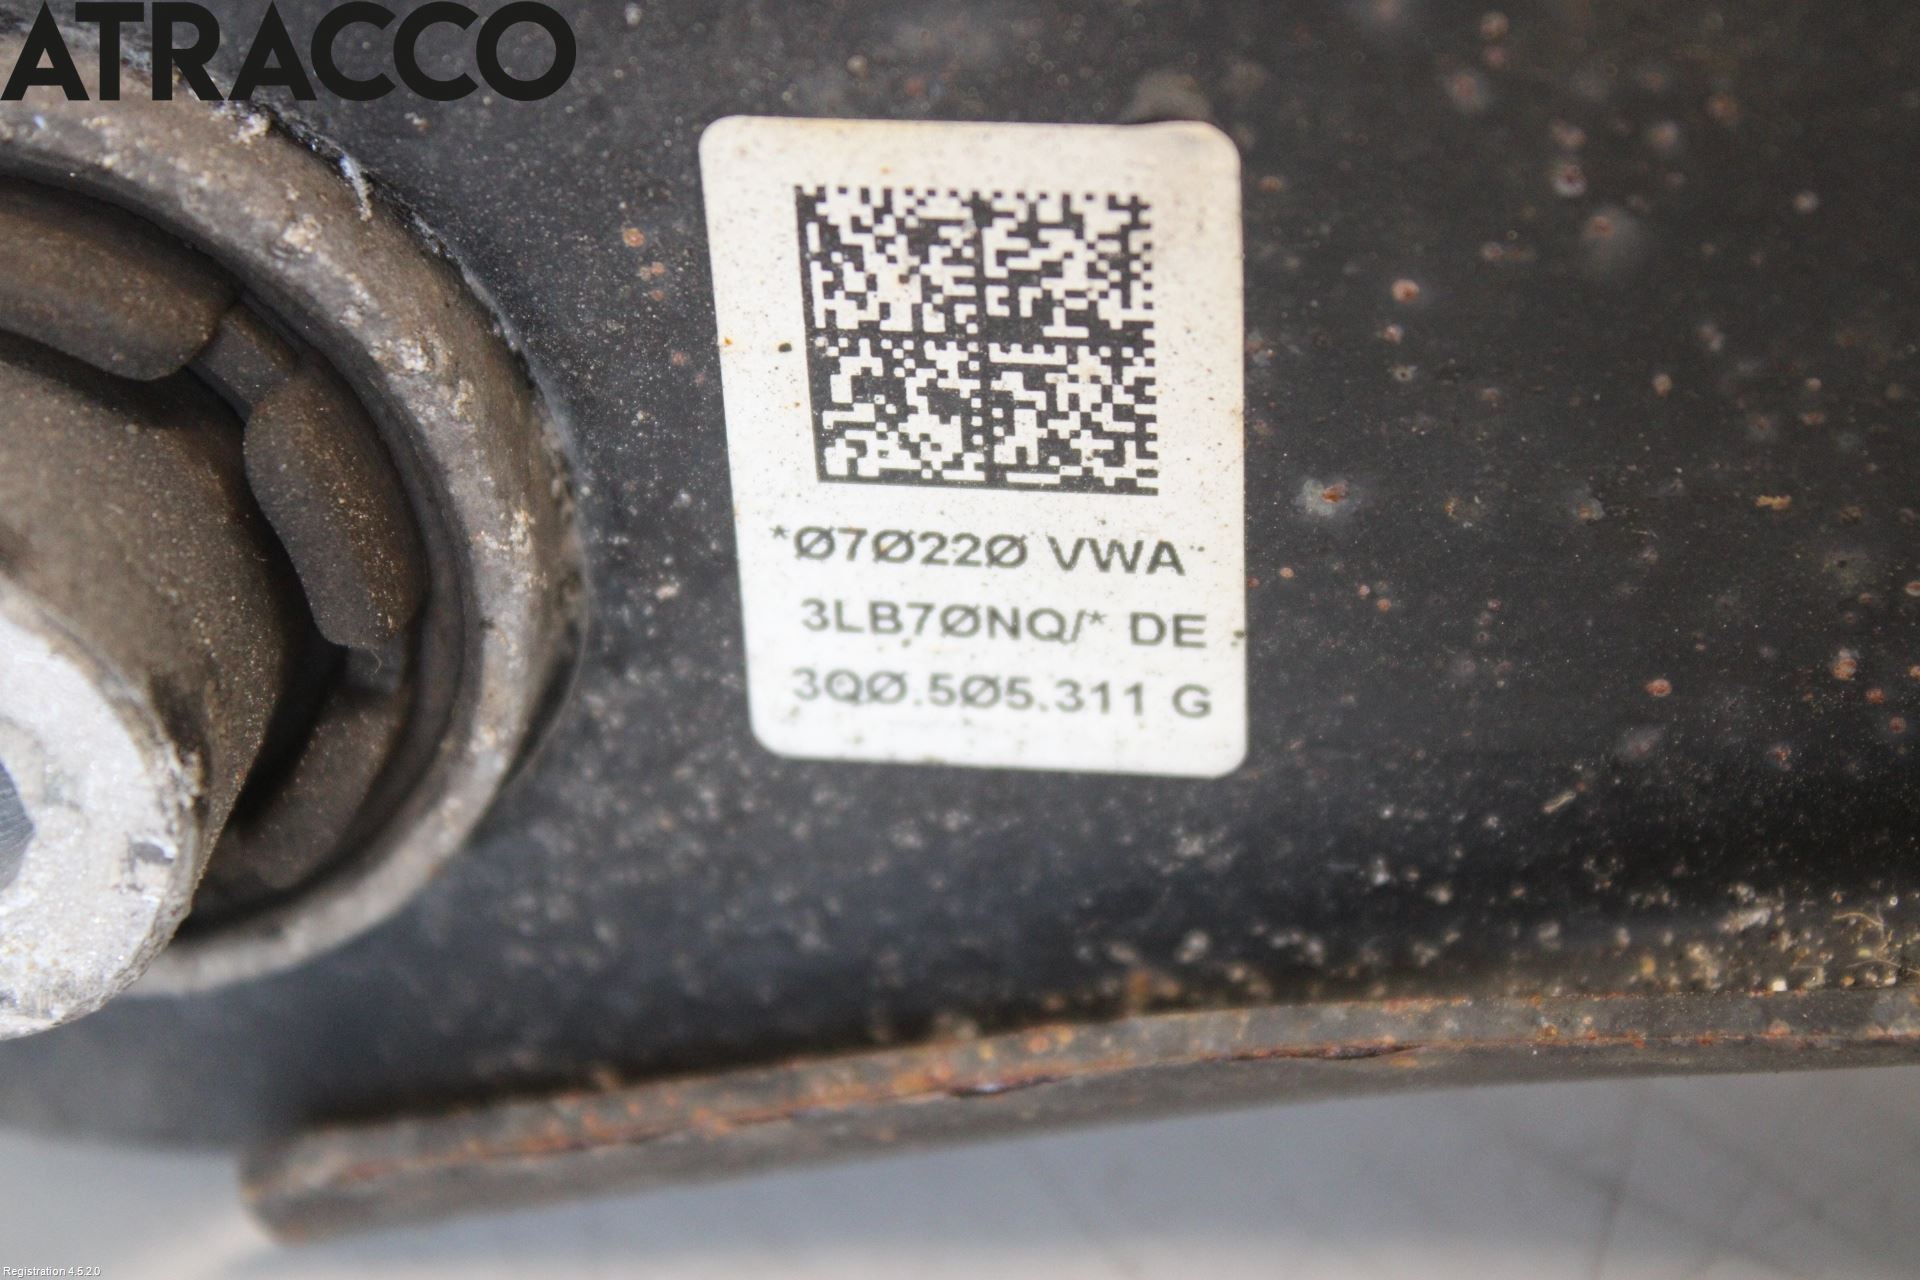 ATRACCO
*Ø7Ø22Ø VWA
3LB7ØNQ/* DE
3QØ.5Ø5.311 G
Registration 4.5.2.0